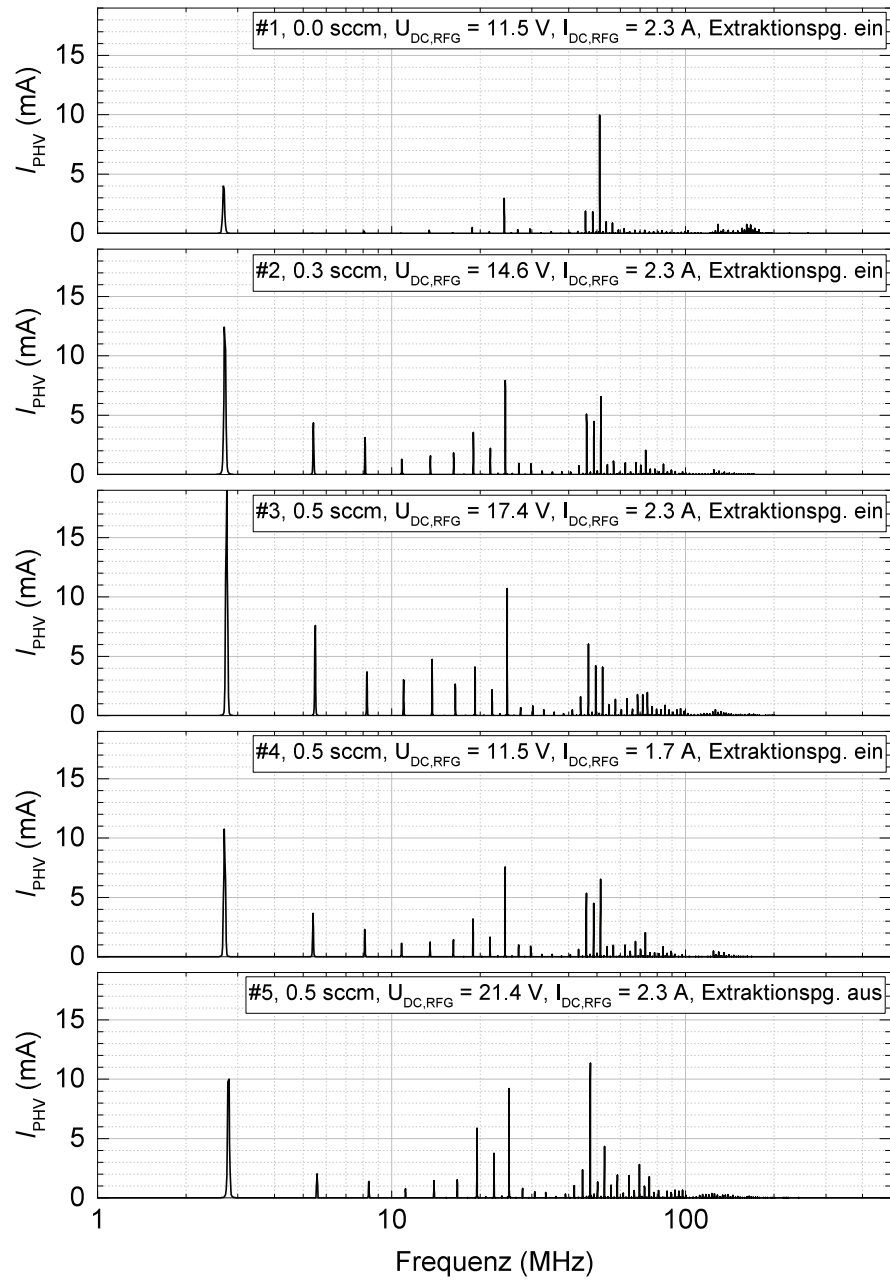 #1, 0.0 sccm, U_DC,RFG = 11.5 V, I_DC,RFG = 2.3 A, Extraktionspg. ein
15
10
5
0
I_PHV (mA)
#2, 0.3 sccm, U_DC,RFG = 14.6 V, I_DC,RFG = 2.3 A, Extraktionspg. ein
15
10
5
0
I_PHV (mA)
#3, 0.5 sccm, U_DC,RFG = 17.4 V, I_DC,RFG = 2.3 A, Extraktionspg. ein
15
10
5
0
I_PHV (mA)
#4, 0.5 sccm, U_DC,RFG = 11.5 V, I_DC,RFG = 1.7 A, Extraktionspg. ein
15
10
5
0
I_PHV (mA)
#5, 0.5 sccm, U_DC,RFG = 21.4 V, I_DC,RFG = 2.3 A, Extraktionspg. aus
15
10
5
0
I_PHV (mA)
1 10 100
Frequenz (MHz)